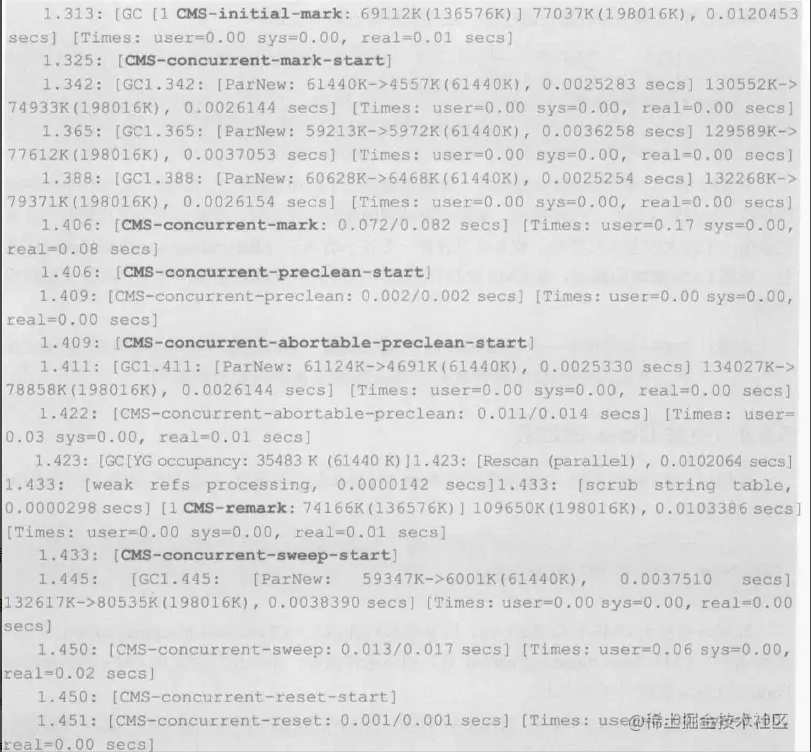 1.313: [GC [1 CMS-initial-mark: 69112K(136576K)] 77037K(198016K), 0.0120453
secs] [Times: user=0.00 sys=0.00, real=0.01 secs]
1.325: [CMS-concurrent-mark-start]
1.342: [GC1.342: [ParNew: 61440K->4557K(61440K), 0.0025283 secs] 130552K->
74933K(198016K), 0.0026144 secs] [Times: user=0.00 sys=0.00, real=0.00 secs]
1.365: [GC1.365: [ParNew: 59213K->5972K(61440K), 0.0036258 secs] 129589K->
77612K(198016K), 0.0037053 secs] [Times: user=0.00 sys=0.00, real=0.00 secs]
1.388: [GC1.388: [ParNew: 60628K->6468K(61440K), 0.0025254 secs] 132268K->
79371K(198016K), 0.0026154 secs] [Times: user=0.00 sys=0.00, real=0.00 secs]
1.406: [CMS-concurrent-mark: 0.072/0.082 secs] [Times: user=0.17 sys=0.00,
real=0.08 secs]
1.406: [CMS-concurrent-preclean-start]
1.409: [CMS-concurrent-preclean: 0.002/0.002 secs] [Times: user=0.00 sys=0.00,
real=0.00 secs]
1.409: [CMS-concurrent-abortable-preclean-start]
1.411: [GC1.411: [ParNew: 61124K->4691K(61440K), 0.0025330 secs] 134027K->
78858K(198016K), 0.0026144 secs] [Times: user=0.00 sys=0.00, real=0.00 secs]
1.422: [CMS-concurrent-abortable-preclean: 0.011/0.014 secs] [Times: user=
0.03 sys=0.00, real=0.01 secs]
1.423: [GC[YG occupancy: 35483 K (61440 K)]1.423: [Rescan (parallel) , 0.0102064 secs]
1.433: [weak refs processing, 0.0000142 secs]1.433: [scrub string table,
0.0000298 secs] [1 CMS-remark: 74166K(136576K)] 109650K(198016K), 0.0103386 secs]
[Times: user=0.00 sys=0.00, real=0.01 secs]
1.433: [CMS-concurrent-sweep-start]
1.445: [GC1.445: [ParNew: 59347K->6001K(61440K), 0.0037510 secs]
132617K->80535K(198016K), 0.0038390 secs] [Times: user=0.00 sys=0.00, real=0.00
secs]
1.450: [CMS-concurrent-sweep: 0.013/0.017 secs] [Times: user=0.06 sys=0.00,
real=0.02 secs]
1.450: [CMS-concurrent-reset-start]
1.451: [CMS-concurrent-reset: 0.001/0.001 secs] [Times:
real=0.00 secs]
@稀土掘金技术社区